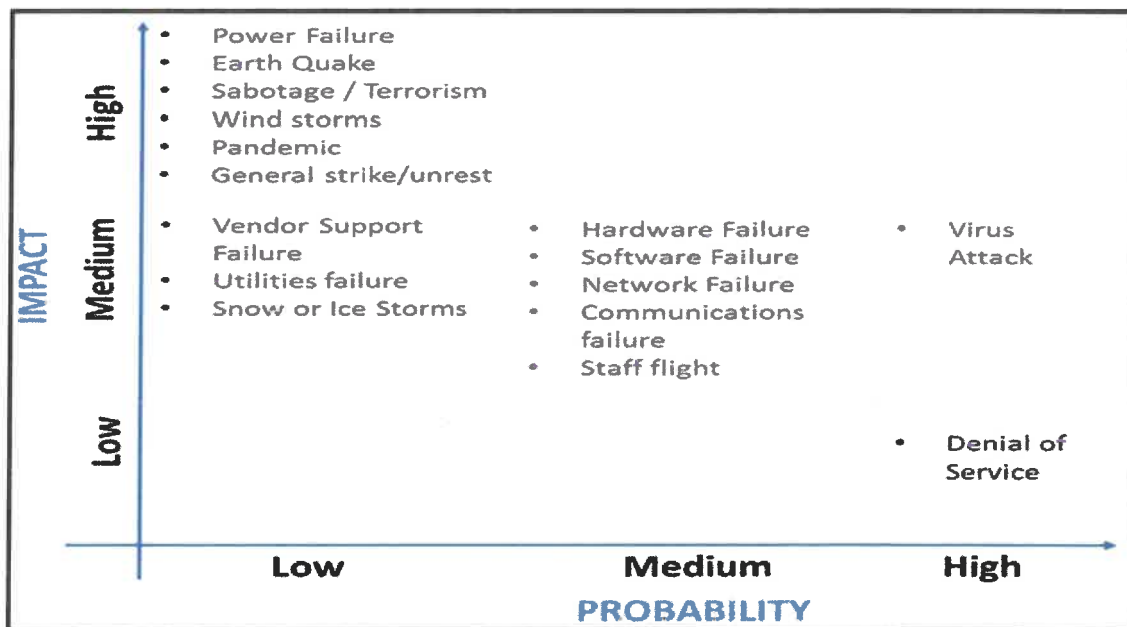 IMPACT
High
• Power Failure
• Earth Quake
• Sabotage / Terrorism
• Wind storms
• Pandemic
• General strike/unrest
Medium
• Vendor Support
Failure
• Utilities failure
• Snow or Ice Storms
• Hardware Failure
• Software Failure
• Network Failure
• Communications
failure
• Staff flight
• Virus
Attack
Low
• Denial of
Service
Low
Medium
High
PROBABILITY